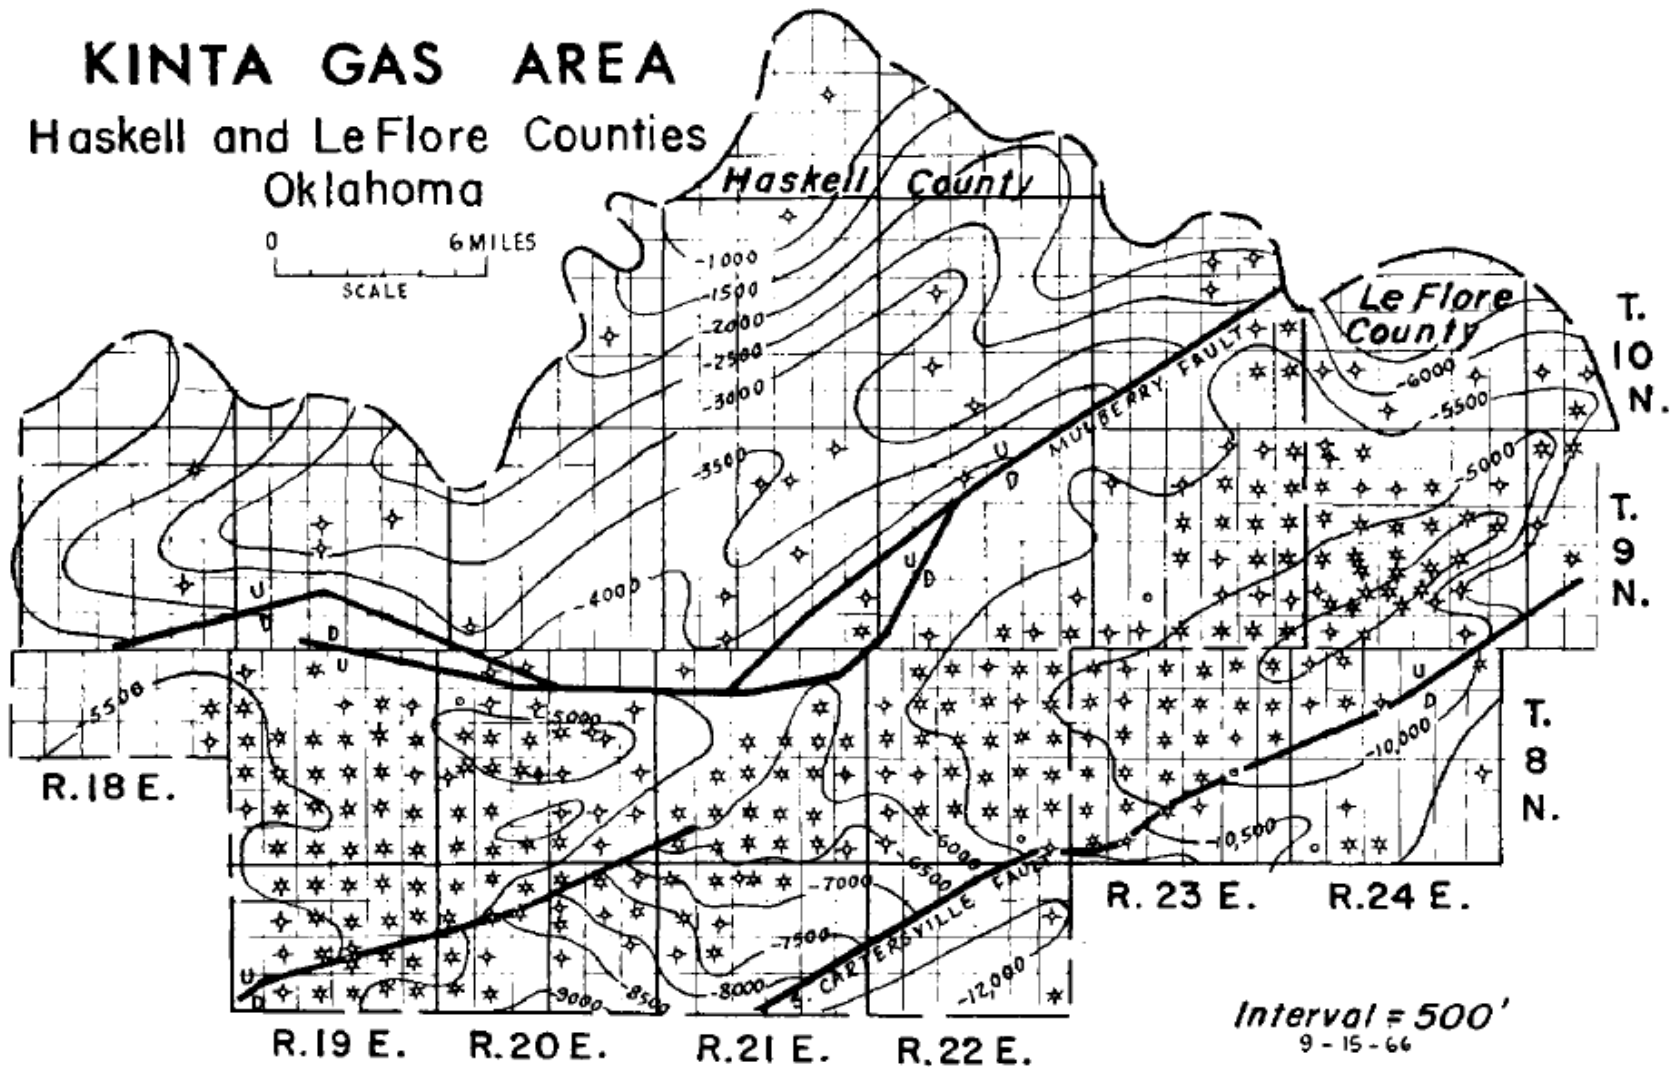 KINTA GAS AREA
Haskell and Le Flore Counties
Oklahoma
0 6 MILES
SCALE
Haskell County
Le Flore
County
T.
10
N.
T.
9
N.
T.
8
N.
-1000
-1500
-2000
-2500
-3000
-3500
-4000
-6000
-5500
-5000
MULBERRY FAULT
U
D
U
D
U
D
D
U
U
D
U
D
-5500
-5000
-10,000
-10,500
-6000
-6500
-7000
-7500
-8000
-8500
-9000
-12,000
S. CARTERSVILLE FAULT
R.18 E.
R.23 E.
R.24 E.
R.19 E.
R.20 E.
R.21 E.
R.22 E.
Interval = 500'
9-15-66